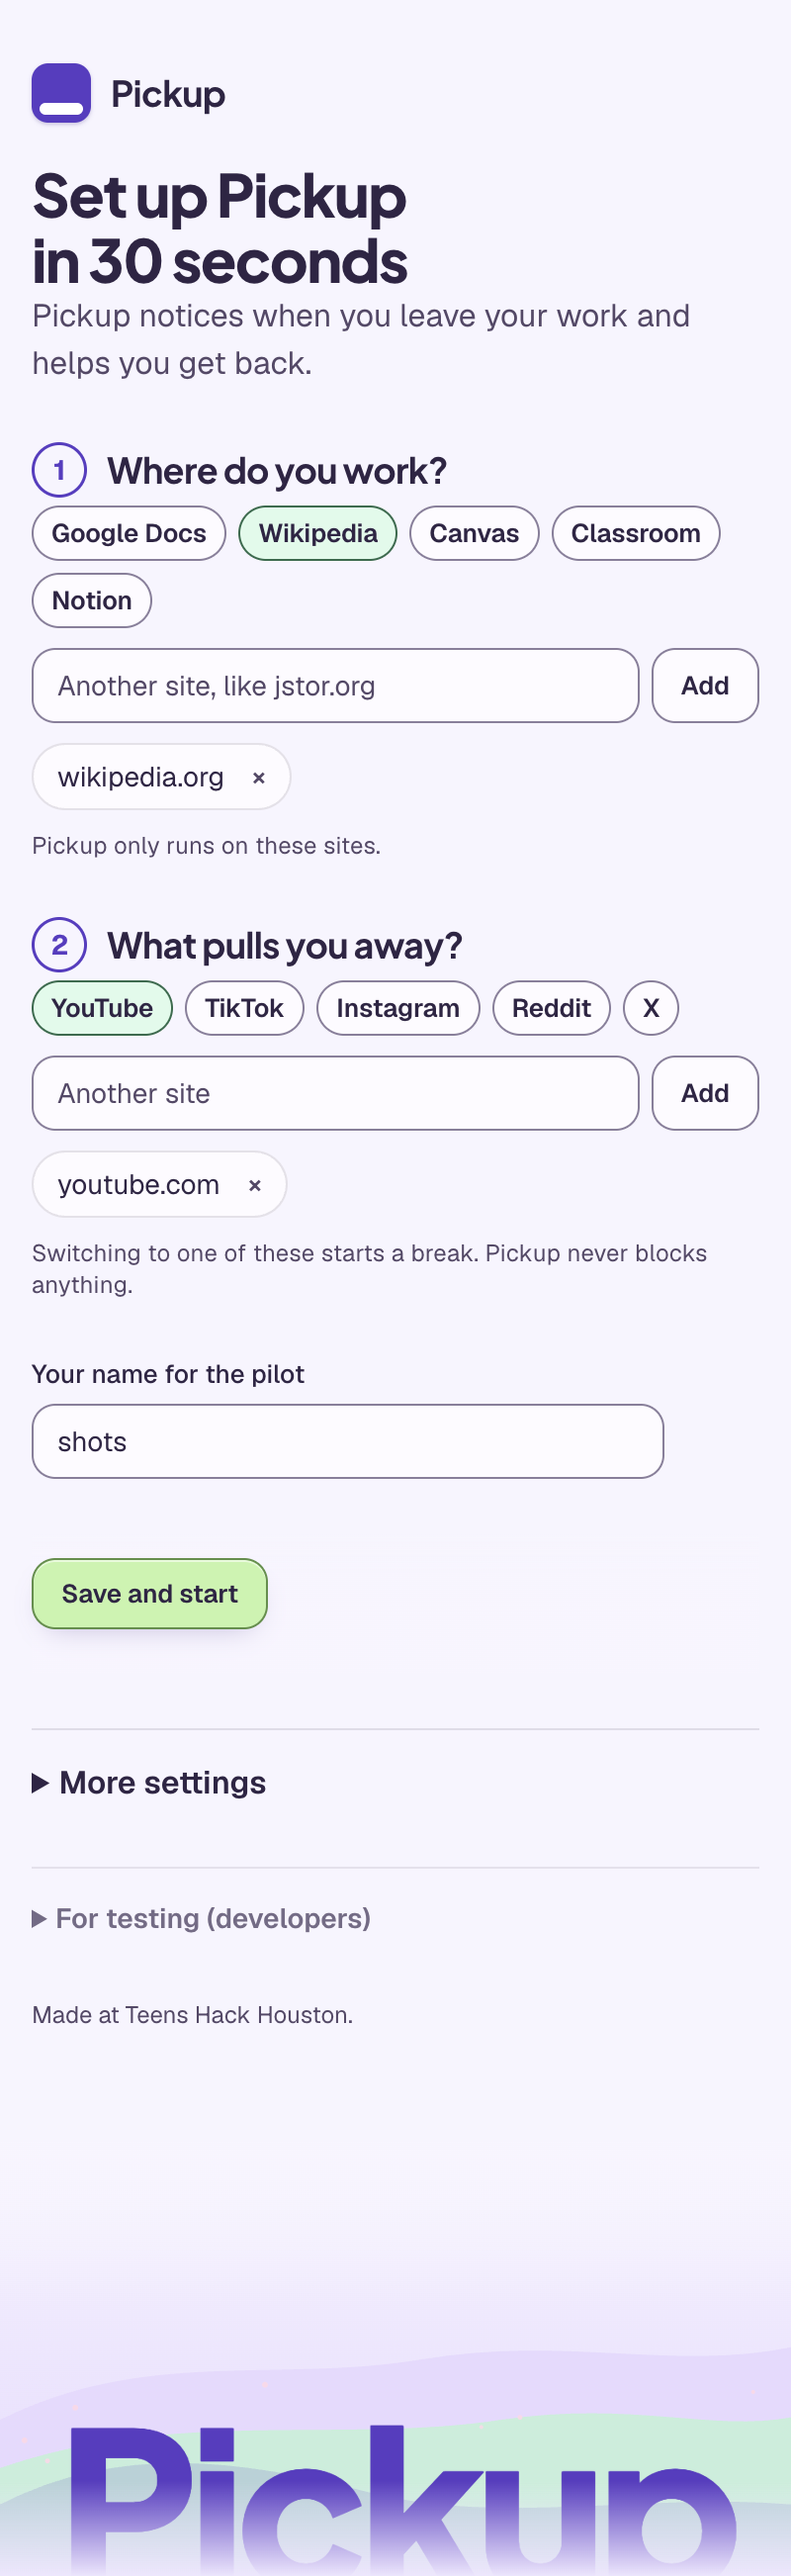 Pickup
Set up Pickup
in 30 seconds
Pickup notices when you leave your work and
helps you get back.
1 Where do you work?
Google Docs Wikipedia Canvas Classroom
Notion
Another site, like jstor.org Add
wikipedia.org ×
Pickup only runs on these sites.
2 What pulls you away?
YouTube TikTok Instagram Reddit X
Another site Add
youtube.com ×
Switching to one of these starts a break. Pickup never blocks
anything.
Your name for the pilot
shots
Save and start
More settings
For testing (developers)
Made at Teens Hack Houston.
Pickup